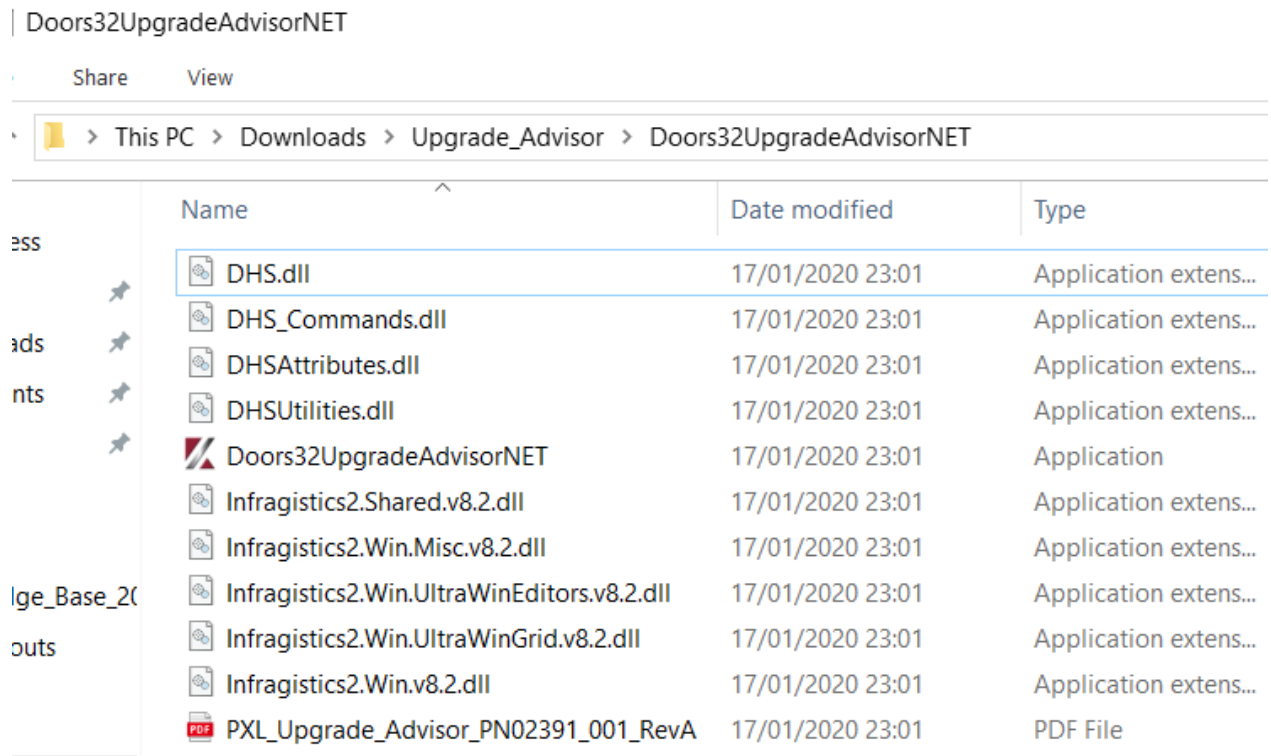 Doors32UpgradeAdvisorNET
Share View
This PC > Downloads > Upgrade_Advisor > Doors32UpgradeAdvisorNET
Name Date modified Type
ess
ads
nts
lge_Base_20
outs
DHS.dll 17/01/2020 23:01 Application extens...
DHS_Commands.dll 17/01/2020 23:01 Application extens...
DHSAttributes.dll 17/01/2020 23:01 Application extens...
DHSUtilities.dll 17/01/2020 23:01 Application extens...
Doors32UpgradeAdvisorNET 17/01/2020 23:01 Application
Infragistics2.Shared.v8.2.dll 17/01/2020 23:01 Application extens...
Infragistics2.Win.Misc.v8.2.dll 17/01/2020 23:01 Application extens...
Infragistics2.Win.UltraWinEditors.v8.2.dll 17/01/2020 23:01 Application extens...
Infragistics2.Win.UltraWinGrid.v8.2.dll 17/01/2020 23:01 Application extens...
Infragistics2.Win.v8.2.dll 17/01/2020 23:01 Application extens...
PDF PXL_Upgrade_Advisor_PN02391_001_RevA 17/01/2020 23:01 PDF File